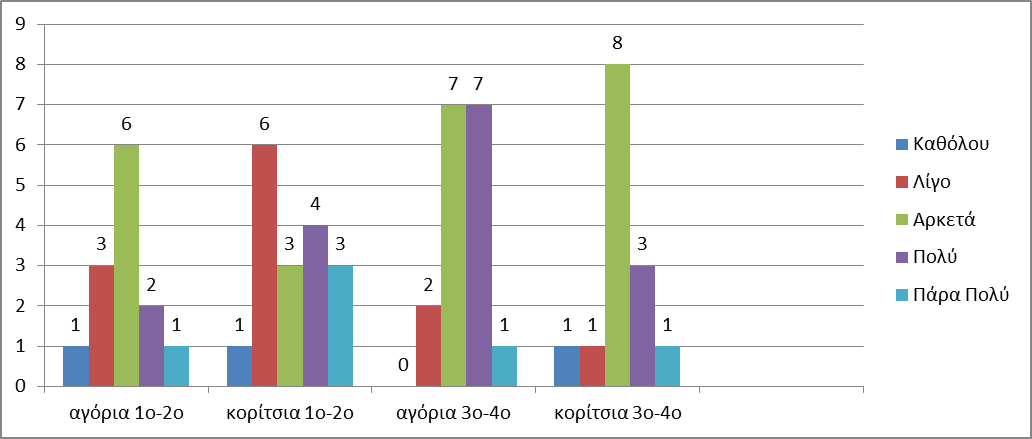 9
8
7
6
5
4
3
2
1
0
1 3 6 2 1
1 6 3 4 3
0 2 7 7 1
1 1 8 3 1
αγόρια 1ο-2ο
κορίτσια 1ο-2ο
αγόρια 3ο-4ο
κορίτσια 3ο-4ο
Καθόλου
Λίγο
Αρκετά
Πολύ
Πάρα Πολύ